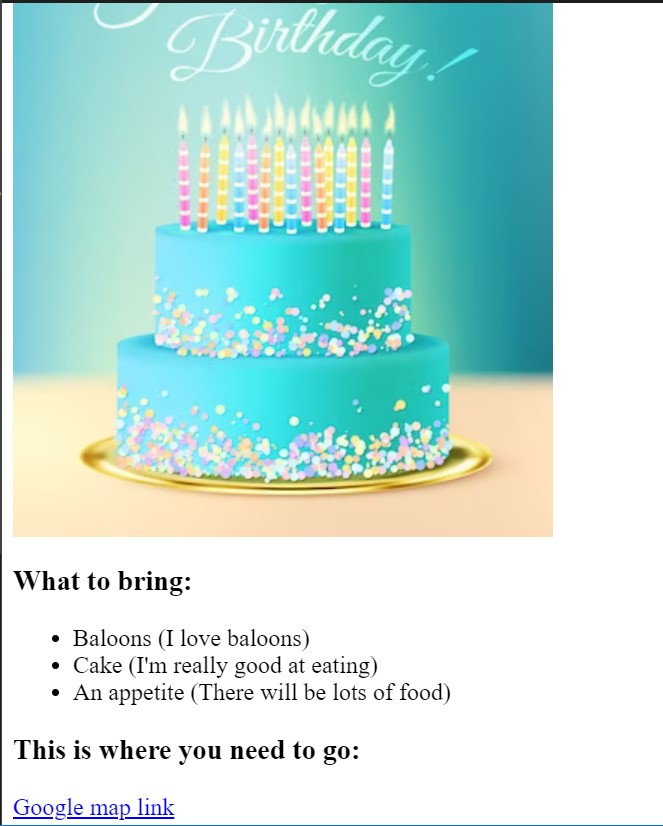 Birthday!
What to bring:
Baloons (I love baloons)
Cake (I'm really good at eating)
An appetite (There will be lots of food)
This is where you need to go:
Google map link